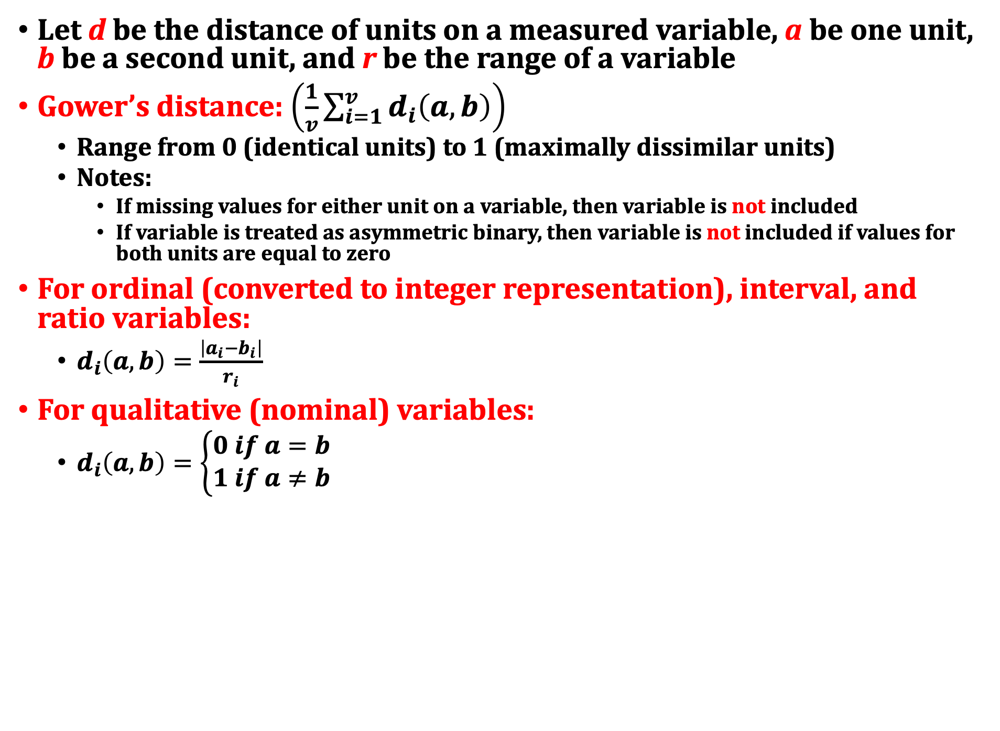 • Let d be the distance of units on a measured variable, a be one unit,
b be a second unit, and r be the range of a variable
• Gower’s distance: $\left(\frac{1}{v}\sum_{i=1}^{v} d_i(a,b)\right)$
• Range from 0 (identical units) to 1 (maximally dissimilar units)
• Notes:
• If missing values for either unit on a variable, then variable is not included
• If variable is treated as asymmetric binary, then variable is not included if values for
both units are equal to zero
• For ordinal (converted to integer representation), interval, and
ratio variables:
• $d_i(a,b) = \frac{|a_i - b_i|}{r_i}$
• For qualitative (nominal) variables:
• $d_i(a,b) = \begin{cases} 0 \; if \; a = b \\ 1 \; if \; a \neq b \end{cases}$